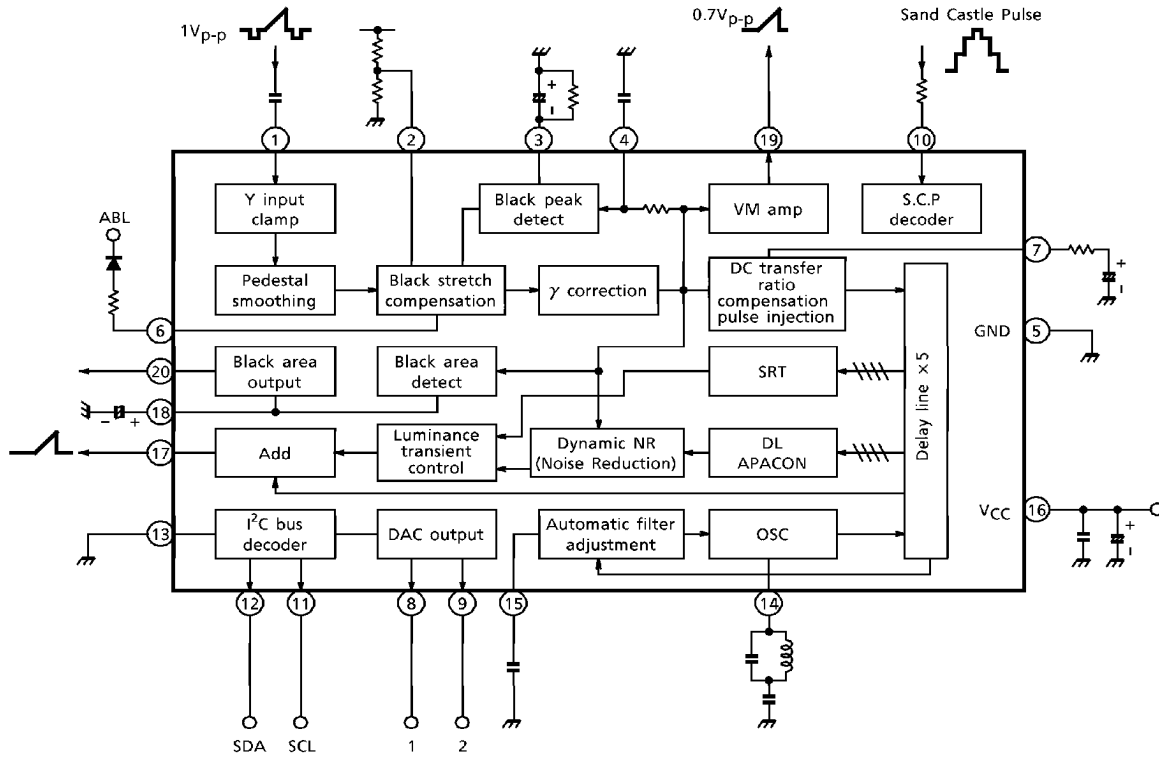 1Vp-p
0.7Vp-p
Sand Castle Pulse
+
-
1
2
3
4
19
10
Y input
clamp
Black peak
detect
VM amp
S.C.P
decoder
ABL
7
+
-
Pedestal
smoothing
Black stretch
compensation
γ correction
DC transfer
ratio
compensation
pulse injection
Delay line ×5
6
GND
5
20
Black area
output
Black area
detect
SRT
- +
18
17
Add
Luminance
transient
control
Dynamic NR
(Noise Reduction)
DL
APACON
VCC
16
+
-
13
I²C bus
decoder
DAC output
Automatic filter
adjustment
OSC
12
11
8
9
15
14
SDA
SCL
1
2